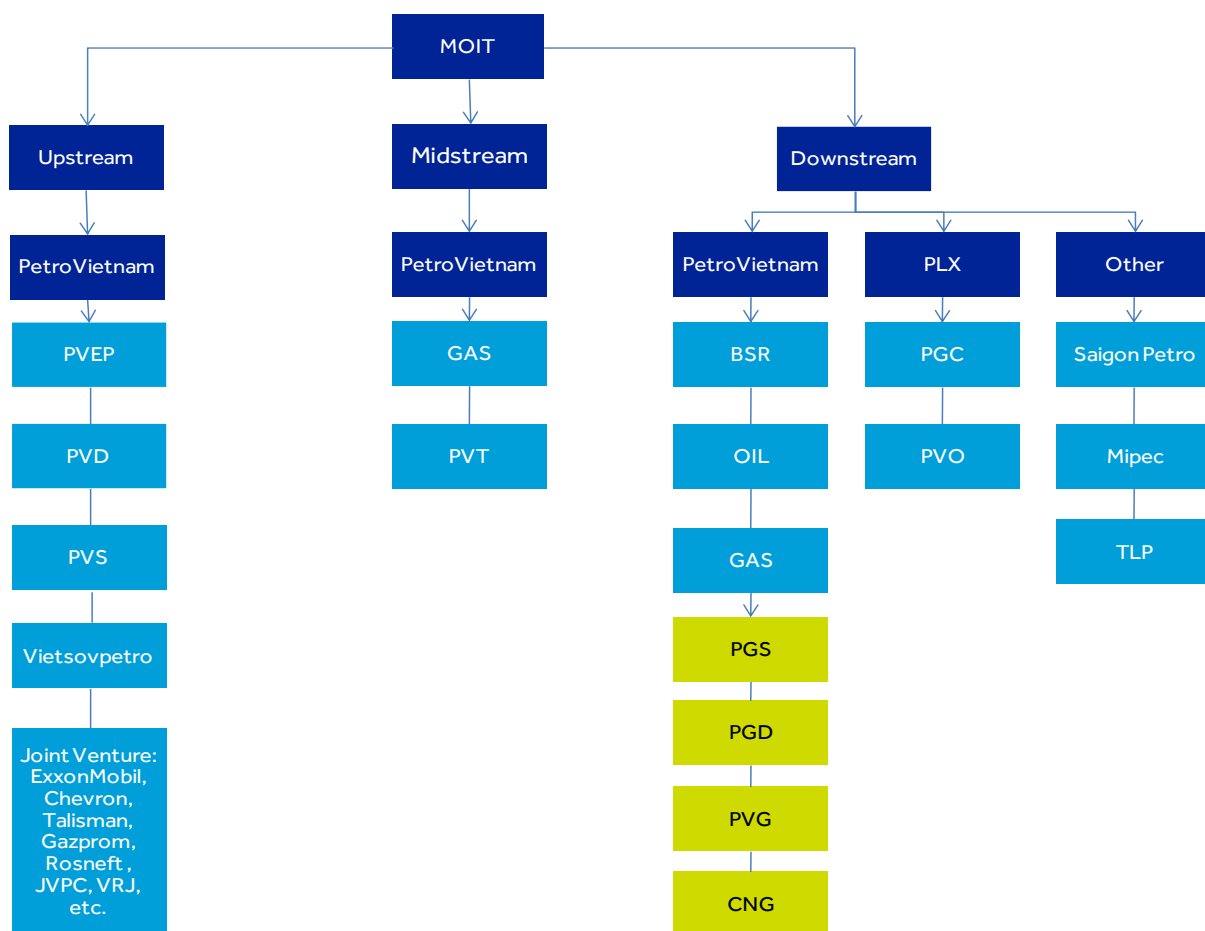 MOIT
Upstream
Midstream
Downstream
PetroVietnam
PetroVietnam
PetroVietnam
PLX
Other
PVEP
GAS
BSR
PGC
Saigon Petro
PVD
PVT
OIL
PVO
Mipec
PVS
GAS
TLP
Vietsovpetro
PGS
Joint Venture:
ExxonMobil,
Chevron,
Talisman,
Gazprom,
Rosneft ,
JVPC, VRJ,
etc.
PGD
PVG
CNG